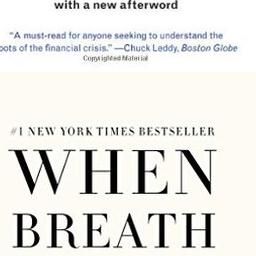 with a new afterword
"A must-read for anyone seeking to understand the
oots of the financial crisis." —Chuck Leddy, Boston Globe
Copyrighted Material
#1 NEW YORK TIMES BESTSELLER
WHEN
BREATH